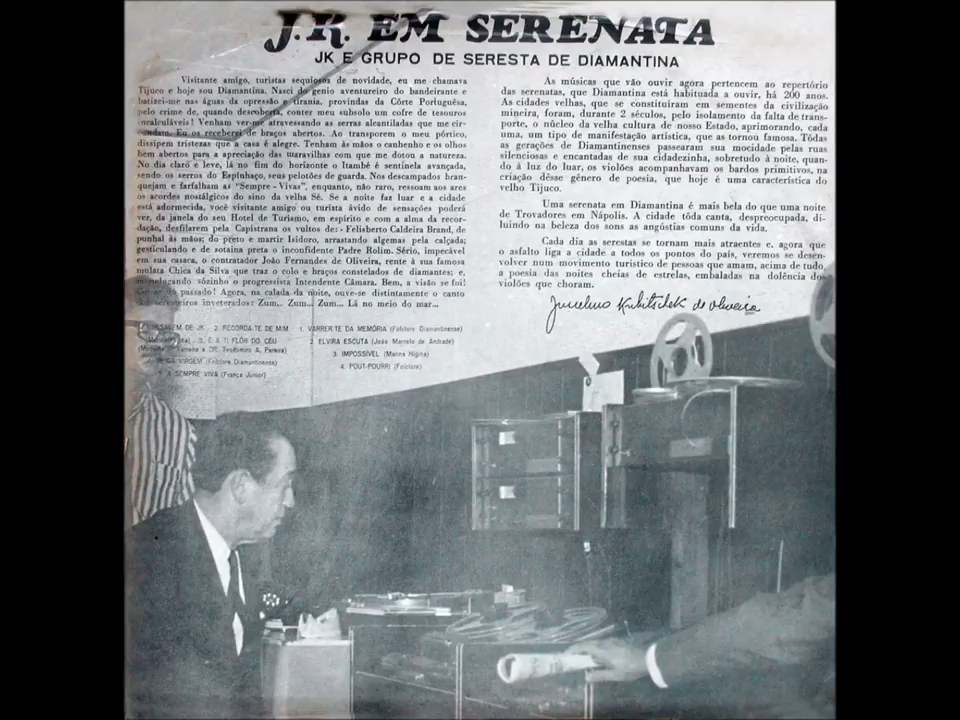 J.K. EM SERENATA
JK E GRUPO DE SERESTA DE DIAMANTINA
Visitante amigo, turistas sequiosos de novidade, eu me chamava
Tijuco e hoje sou Diamantina. Nasci do genio aventureiro do bandeirante e
batizei-me nas águas da opressão e tirania, provindas da Côrte Portuguêsa,
pelo crime de, quando descoberta, conter meu subsolo um cofre de tesouros
incalculáveis! Venham ver-me atravessando as serras alcantiladas que me cir-
cundam. Eu os receberei de braços abertos. Ao transporem o meu pórtico,
dissipem tristezas que a casa é alegre. Tenham às mãos o canhenho e os olhos
bem abertos para a apreciação das maravilhas com que me dotou a natureza.
No dia claro e leve, lá no fim do horizonte o Itambé é sentinela avançada,
sendo os serros do Espinhaço, seus pelotões de guarda. Nos descampados bran-
quejam e farfalham as "Sempre - Vivas", enquanto, não raro, ressoam aos ares
os acordes nostálgicos do sino da velha Sé. Se a noite faz luar e a cidade
está adormecida, você visitante amigo ou turista ávido de sensações poderá
ver, da janela do seu Hotel de Turismo, em espírito e com a alma da recor-
dação, desfilarem pela Capistrana os vultos de: - Felisberto Caldeira Brand, de
punhal às mãos; do preto e martir Isidoro, arrastando algemas pela calçada;
gesticulando e de sotaina preta o inconfidente Padre Rolim. Sério, impecável
em sua casaca, o contratador João Fernandes de Oliveira, rente à sua famosa
mulata Chica da Silva que traz o colo e braços constelados de diamantes; e,
monologando sòzinho o progressista Intendente Câmara. Bem, a visão se foi!
do passado! Agora, na calada da noite, ouve-se distintamente o canto
seresteiros inveterados: Zum... Zum... Zum... Lá no meio do mar...
MENSAGEM DE JK 2. RECORDA-TE DE MIM
3. É A TI FLÔR DO CÉU
e DR. Teodomiro A. Pereira)
VIRGEM (Folclore Diamantinense)
A SEMPRE VIVA (França Junior)
1. VARRER-TE DA MEMÓRIA (Folclore Diamantinense)
2. ELVIRA ESCUTA (João Marcelo de Andrade)
3 IMPOSSÍVEL (Marina Higina)
4. POUT-POURRI (Folclore)
As músicas que vão ouvir agora pertencem ao repertório
das serenatas, que Diamantina está habituada a ouvir, há 200 anos.
As cidades velhas, que se constituiram em sementes da civilização
mineira, foram, durante 2 séculos, pelo isolamento da falta de trans-
porte, o núcleo da velha cultura de nosso Estado, aprimorando, cada
uma, um tipo de manifestação artística, que as tornou famosa. Tôdas
as gerações de Diamantinenses passearam sua mocidade pelas ruas
silenciosas e encantadas de sua cidadezinha, sobretudo à noite, quan-
do à luz do luar, os violões acompanhavam os bardos primitivos, na
criação dêsse gênero de poesia, que hoje é uma característica do
velho Tijuco.
Uma serenata em Diamantina é mais bela do que uma noite
de Trovadores em Nápolis. A cidade tôda canta, despreocupada, di-
luindo na beleza dos sons as angústias comuns da vida.
Cada dia as serestas se tornam mais atraentes e, agora que
o asfalto liga a cidade a todos os pontos do país, veremos se desen-
volver num movimento turístico de pessoas que amam, acima de tudo,
a poesia das noites cheias de estrelas, embaladas na dolência dos
violões que choram.
Juscelino Kubitschek de Oliveira